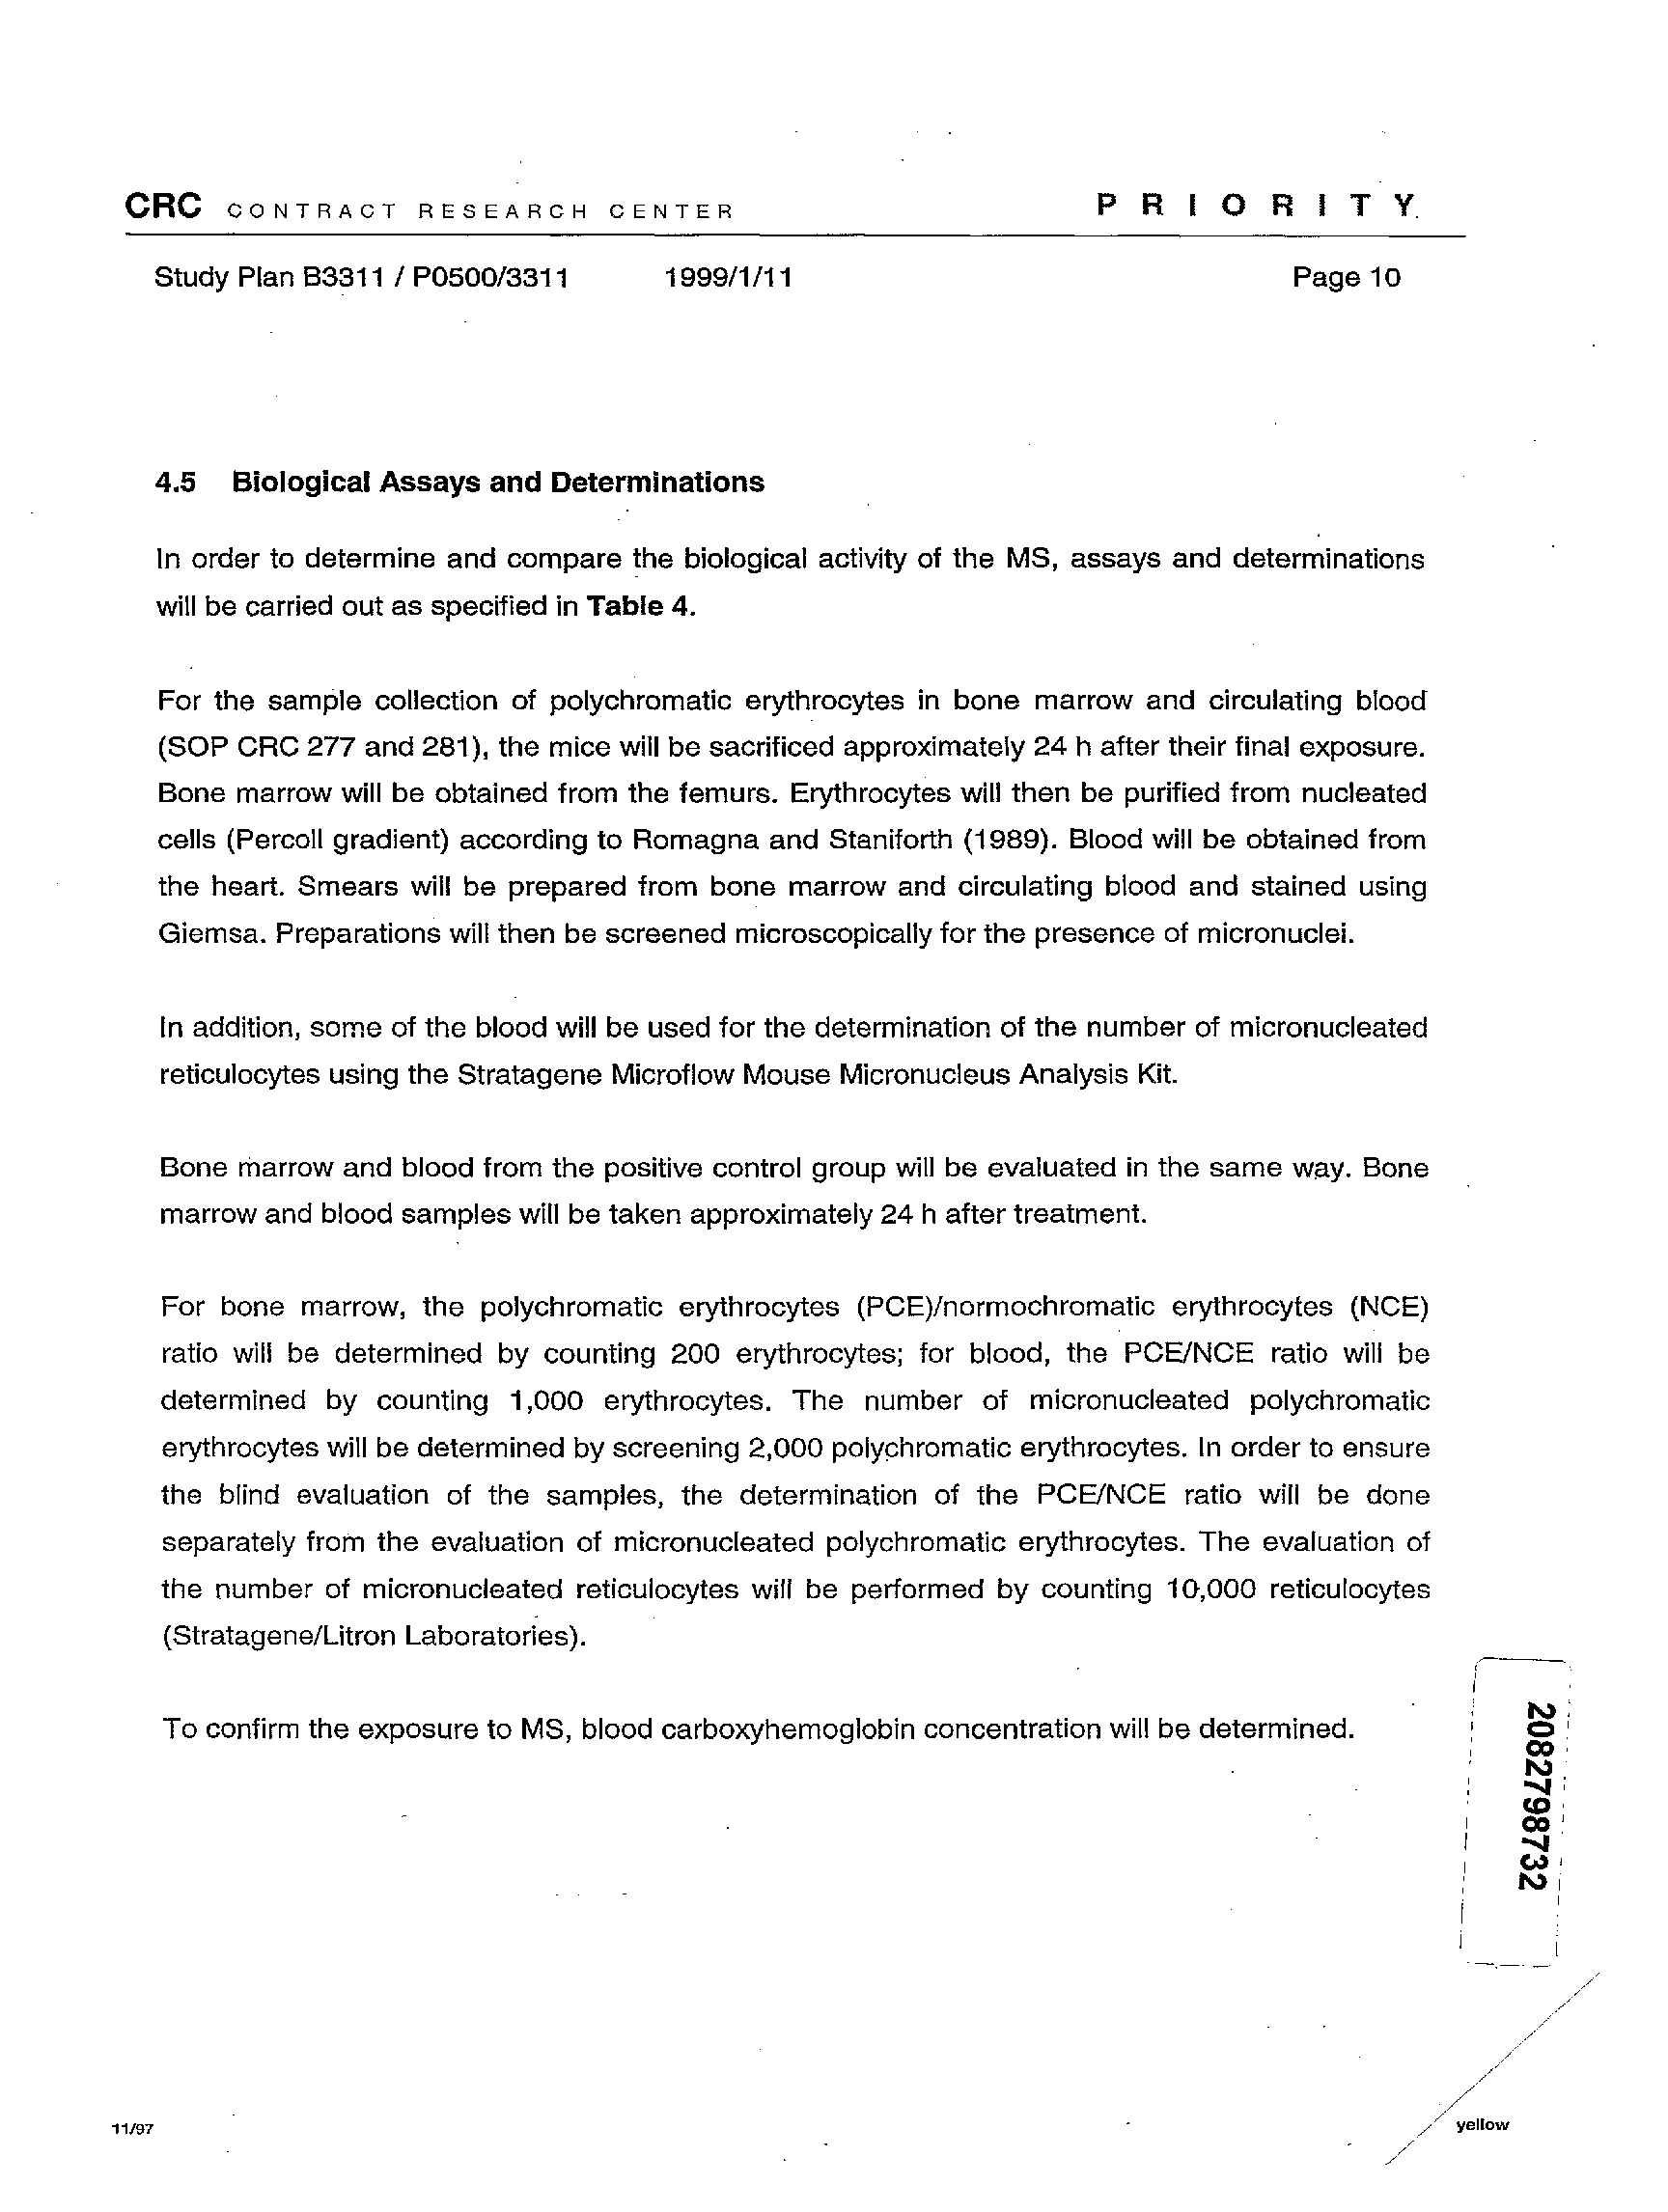 CRC CONTRACT RESEARCH CENTER PRIORITY
Study Plan B3311 / P0500/3311 1999/1/11 Page 10
4.5 Biological Assays and Determinations
In order to determine and compare the biological activity of the MS, assays and determinations
will be carried out as specified in Table 4.
For the sample collection of polychromatic erythrocytes in bone marrow and circulating blood
(SOP CRC 277 and 281), the mice will be sacrificed approximately 24 h after their final exposure.
Bone marrow will be obtained from the femurs. Erythrocytes will then be purified from nucleated
cells (Percoll gradient) according to Romagna and Staniforth (1989). Blood will be obtained from
the heart. Smears will be prepared from bone marrow and circulating blood and stained using
Giemsa. Preparations will then be screened microscopically for the presence of micronuclei.
In addition, some of the blood will be used for the determination of the number of micronucleated
reticulocytes using the Stratagene Microflow Mouse Micronucleus Analysis Kit.
Bone marrow and blood from the positive control group will be evaluated in the same way. Bone
marrow and blood samples will be taken approximately 24 h after treatment.
For bone marrow, the polychromatic erythrocytes (PCE)/normochromatic erythrocytes (NCE)
ratio will be determined by counting 200 erythrocytes; for blood, the PCE/NCE ratio will be
determined by counting 1,000 erythrocytes. The number of micronucleated polychromatic
erythrocytes will be determined by screening 2,000 polychromatic erythrocytes. In order to ensure
the blind evaluation of the samples, the determination of the PCE/NCE ratio will be done
separately from the evaluation of micronucleated polychromatic erythrocytes. The evaluation of
the number of micronucleated reticulocytes will be performed by counting 10,000 reticulocytes
(Stratagene/Litron Laboratories).
To confirm the exposure to MS, blood carboxyhemoglobin concentration will be determined.
2082798732
11/97 yellow